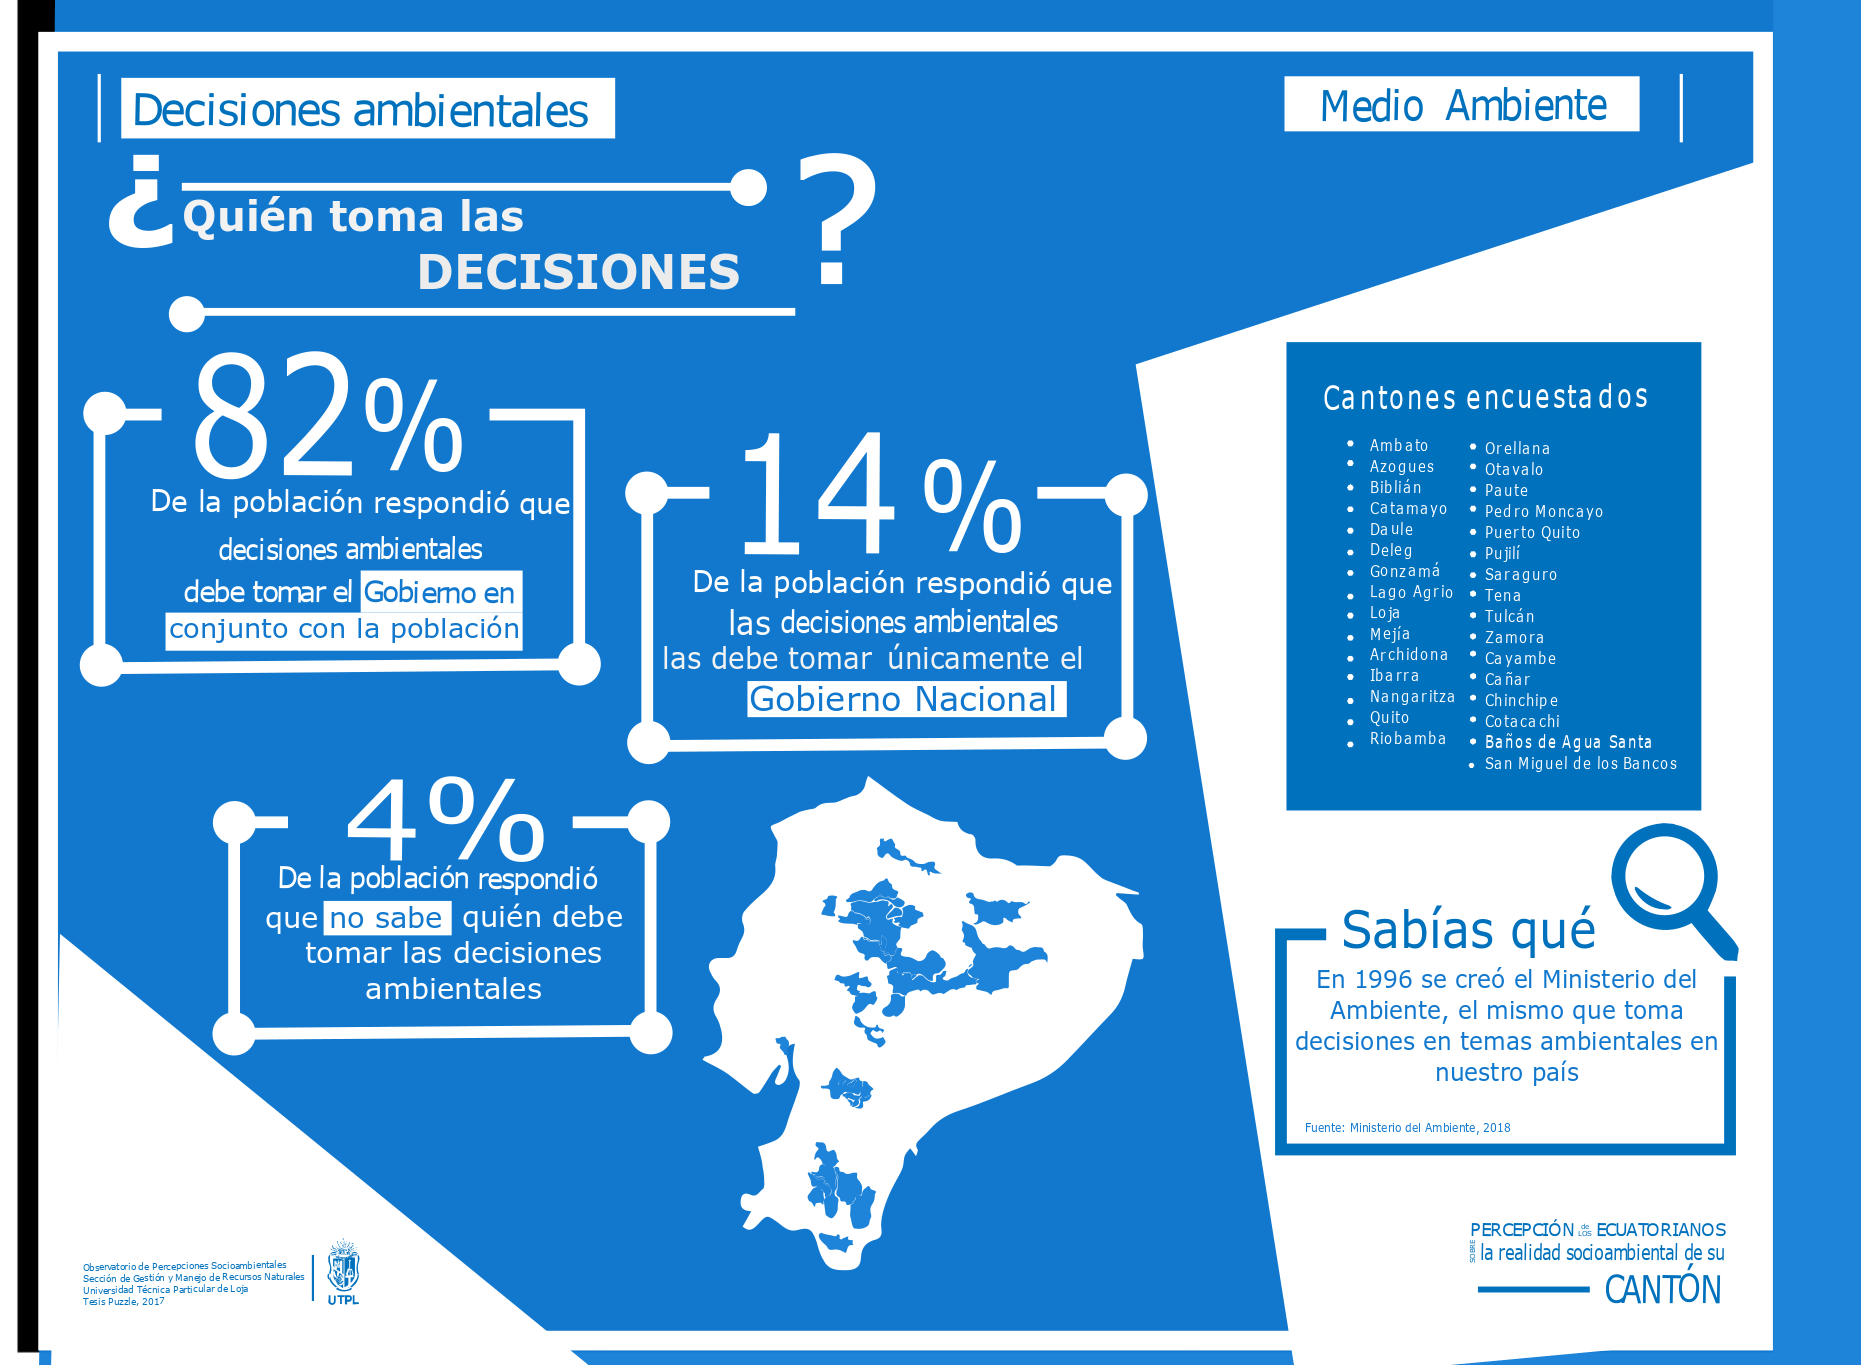 Decisiones ambientales
Medio Ambiente
¿Quién toma las
DECISIONES?
82%
De la población respondió que
decisiones ambientales
debe tomar el Gobierno en
conjunto con la población
14%
De la población respondió que
las decisiones ambientales
las debe tomar únicamente el
Gobierno Nacional
4%
De la población respondió
que no sabe quién debe
tomar las decisiones
ambientales
Cantones encuestados
Ambato
Azogues
Biblián
Catamayo
Daule
Deleg
Gonzamá
Lago Agrio
Loja
Mejía
Archidona
Ibarra
Nangaritza
Quito
Riobamba
Orellana
Otavalo
Paute
Pedro Moncayo
Puerto Quito
Pujilí
Saraguro
Tena
Tulcán
Zamora
Cayambe
Cañar
Chinchipe
Cotacachi
Baños de Agua Santa
San Miguel de los Bancos
Sabías qué
En 1996 se creó el Ministerio del
Ambiente, el mismo que toma
decisiones en temas ambientales en
nuestro país
Fuente: Ministerio del Ambiente, 2018
Observatorio de Percepciones Socioambientales
Sección de Gestión y Manejo de Recursos Naturales
Universidad Técnica Particular de Loja
Tesis Puzzle, 2017
UTPL
PERCEPCIÓN de LOS ECUATORIANOS
SOBRE la realidad socioambiental de su
CANTÓN